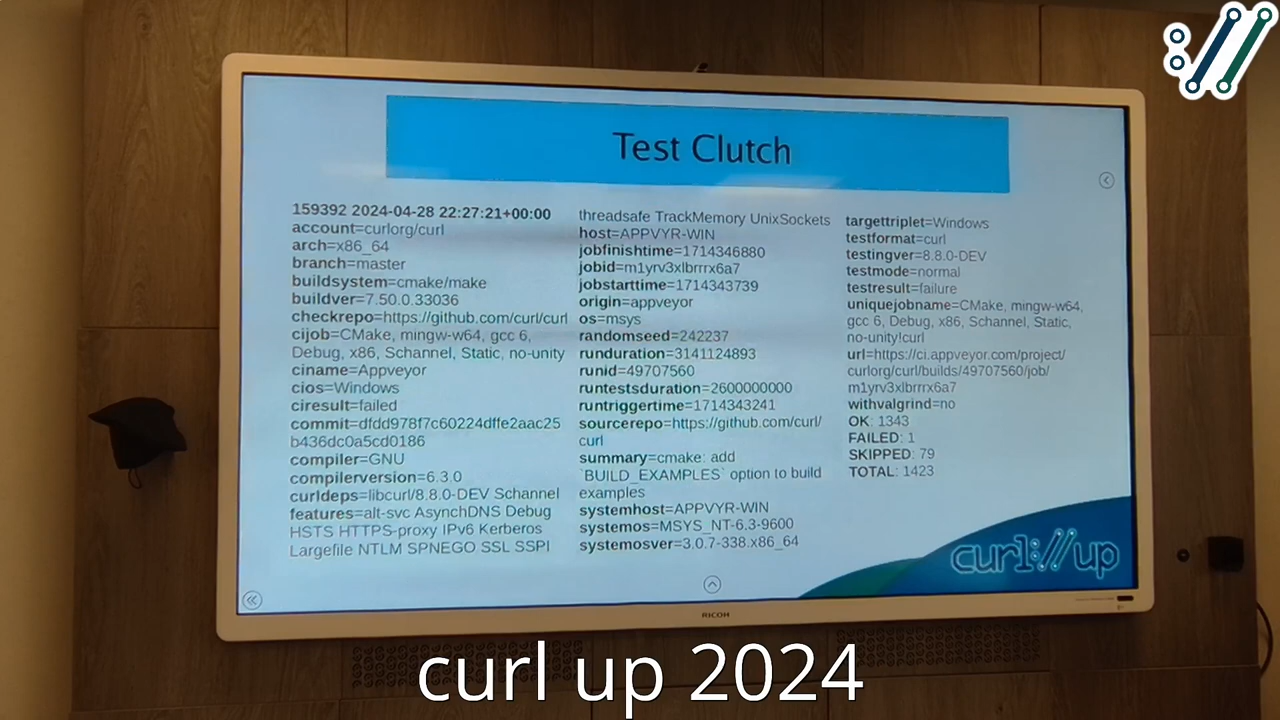 Test Clutch
159392 2024-04-28 22:27:21+00:00
account=curlorg/curl
arch=x86_64
branch=master
buildsystem=cmake/make
buildver=7.50.0.33036
checkrepo=https://github.com/curl/curl
cijob=CMake, mingw-w64, gcc 6,
Debug, x86, Schannel, Static, no-unity
ciname=Appveyor
cios=Windows
ciresult=failed
commit=dfdd978f7c60224dffe2aac25
b436dc0a5cd0186
compiler=GNU
compilerversion=6.3.0
curldeps=libcurl/8.8.0-DEV Schannel
features=alt-svc AsynchDNS Debug
HSTS HTTPS-proxy IPv6 Kerberos
Largefile NTLM SPNEGO SSL SSPI
threadsafe TrackMemory UnixSockets
host=APPVYR-WIN
jobfinishtime=1714346880
jobid=m1yrv3xlbrrrx6a7
jobstarttime=1714343739
origin=appveyor
os=msys
randomseed=242237
runduration=3141124893
runid=49707560
runtestsduration=2600000000
runtriggertime=1714343241
sourcerepo=https://github.com/curl/
curl
summary=cmake: add
`BUILD_EXAMPLES` option to build
examples
systemhost=APPVYR-WIN
systemos=MSYS_NT-6.3-9600
systemosver=3.0.7-338.x86_64
targettriplet=Windows
testformat=curl
testingver=8.8.0-DEV
testmode=normal
testresult=failure
uniquejobname=CMake, mingw-w64,
gcc 6, Debug, x86, Schannel, Static,
no-unity!curl
url=https://ci.appveyor.com/project/
curlorg/curl/builds/49707560/job/
m1yrv3xlbrrrx6a7
withvalgrind=no
OK: 1343
FAILED: 1
SKIPPED: 79
TOTAL: 1423
curl://up
RICOH
curl up 2024